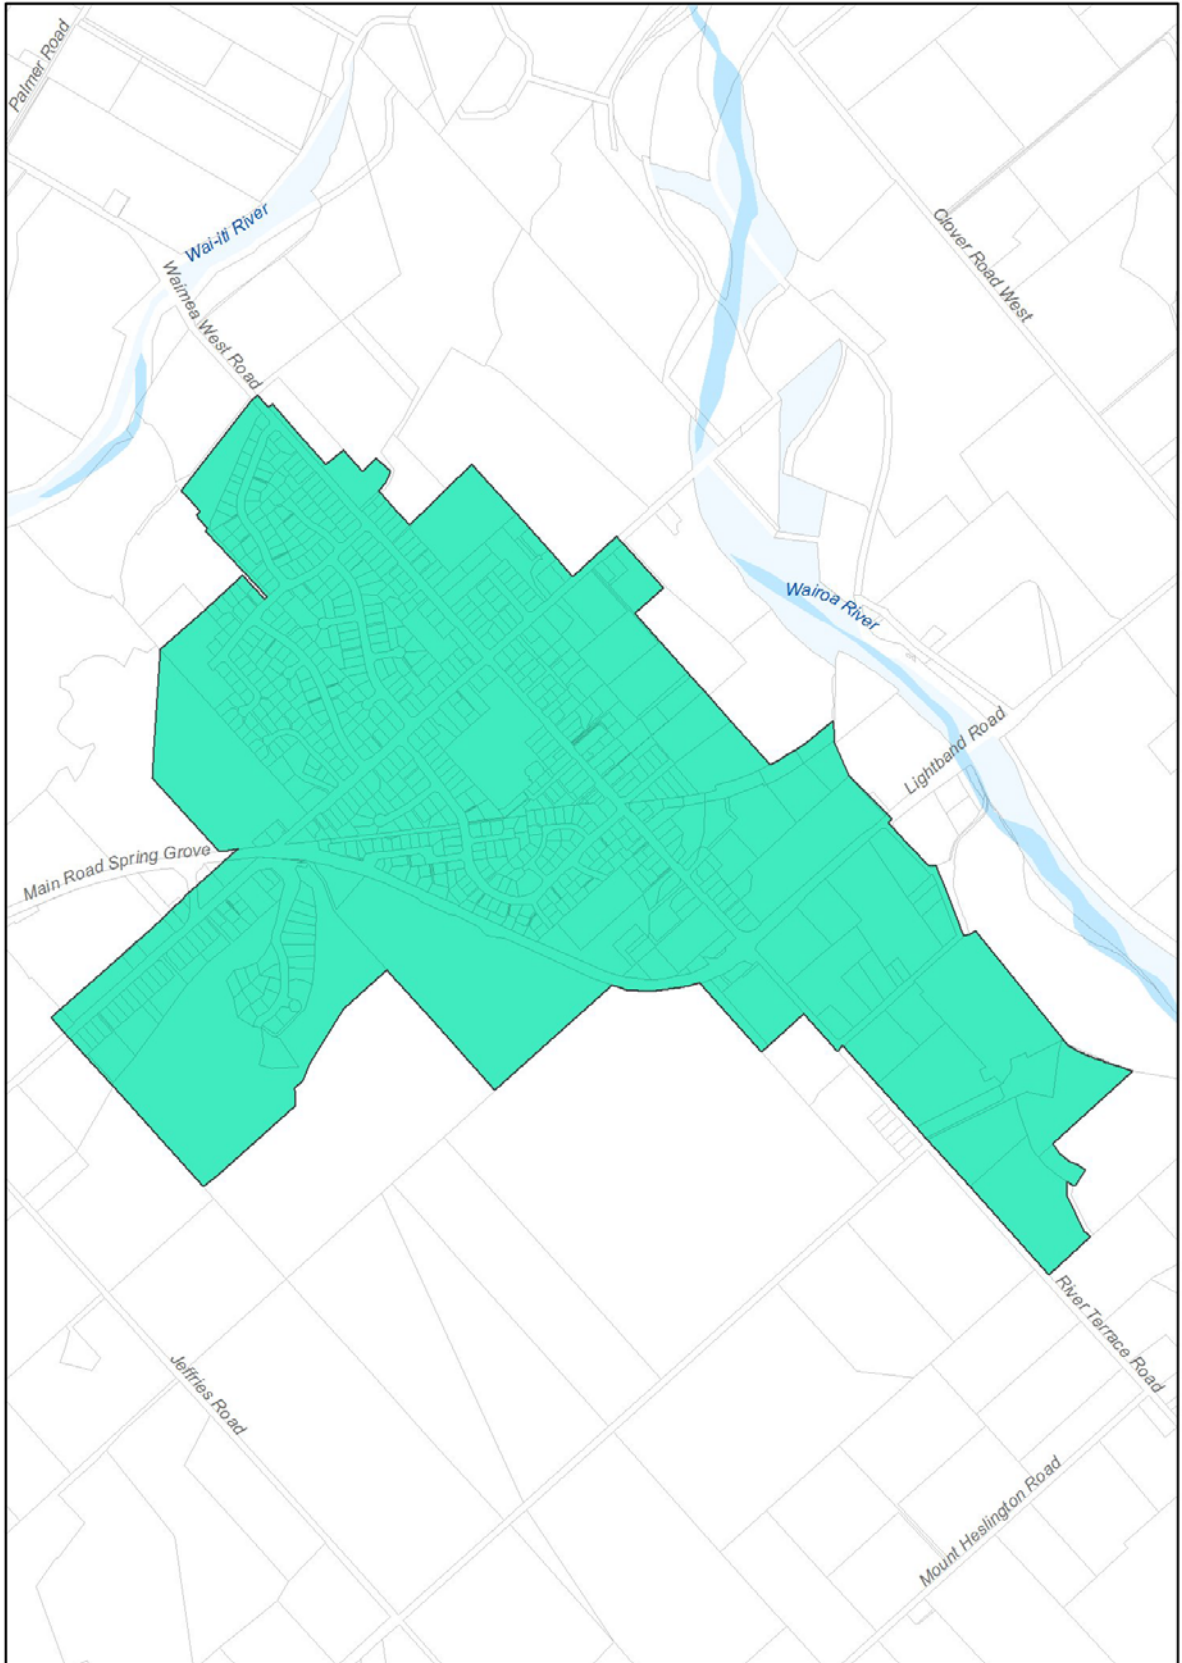 Palmer Road
Wai-iti River
Waimea West Road
Clover Road West
Wairoa River
Lightband Road
Main Road Spring Grove
River Terrace Road
Jeffries Road
Mount Heslington Road